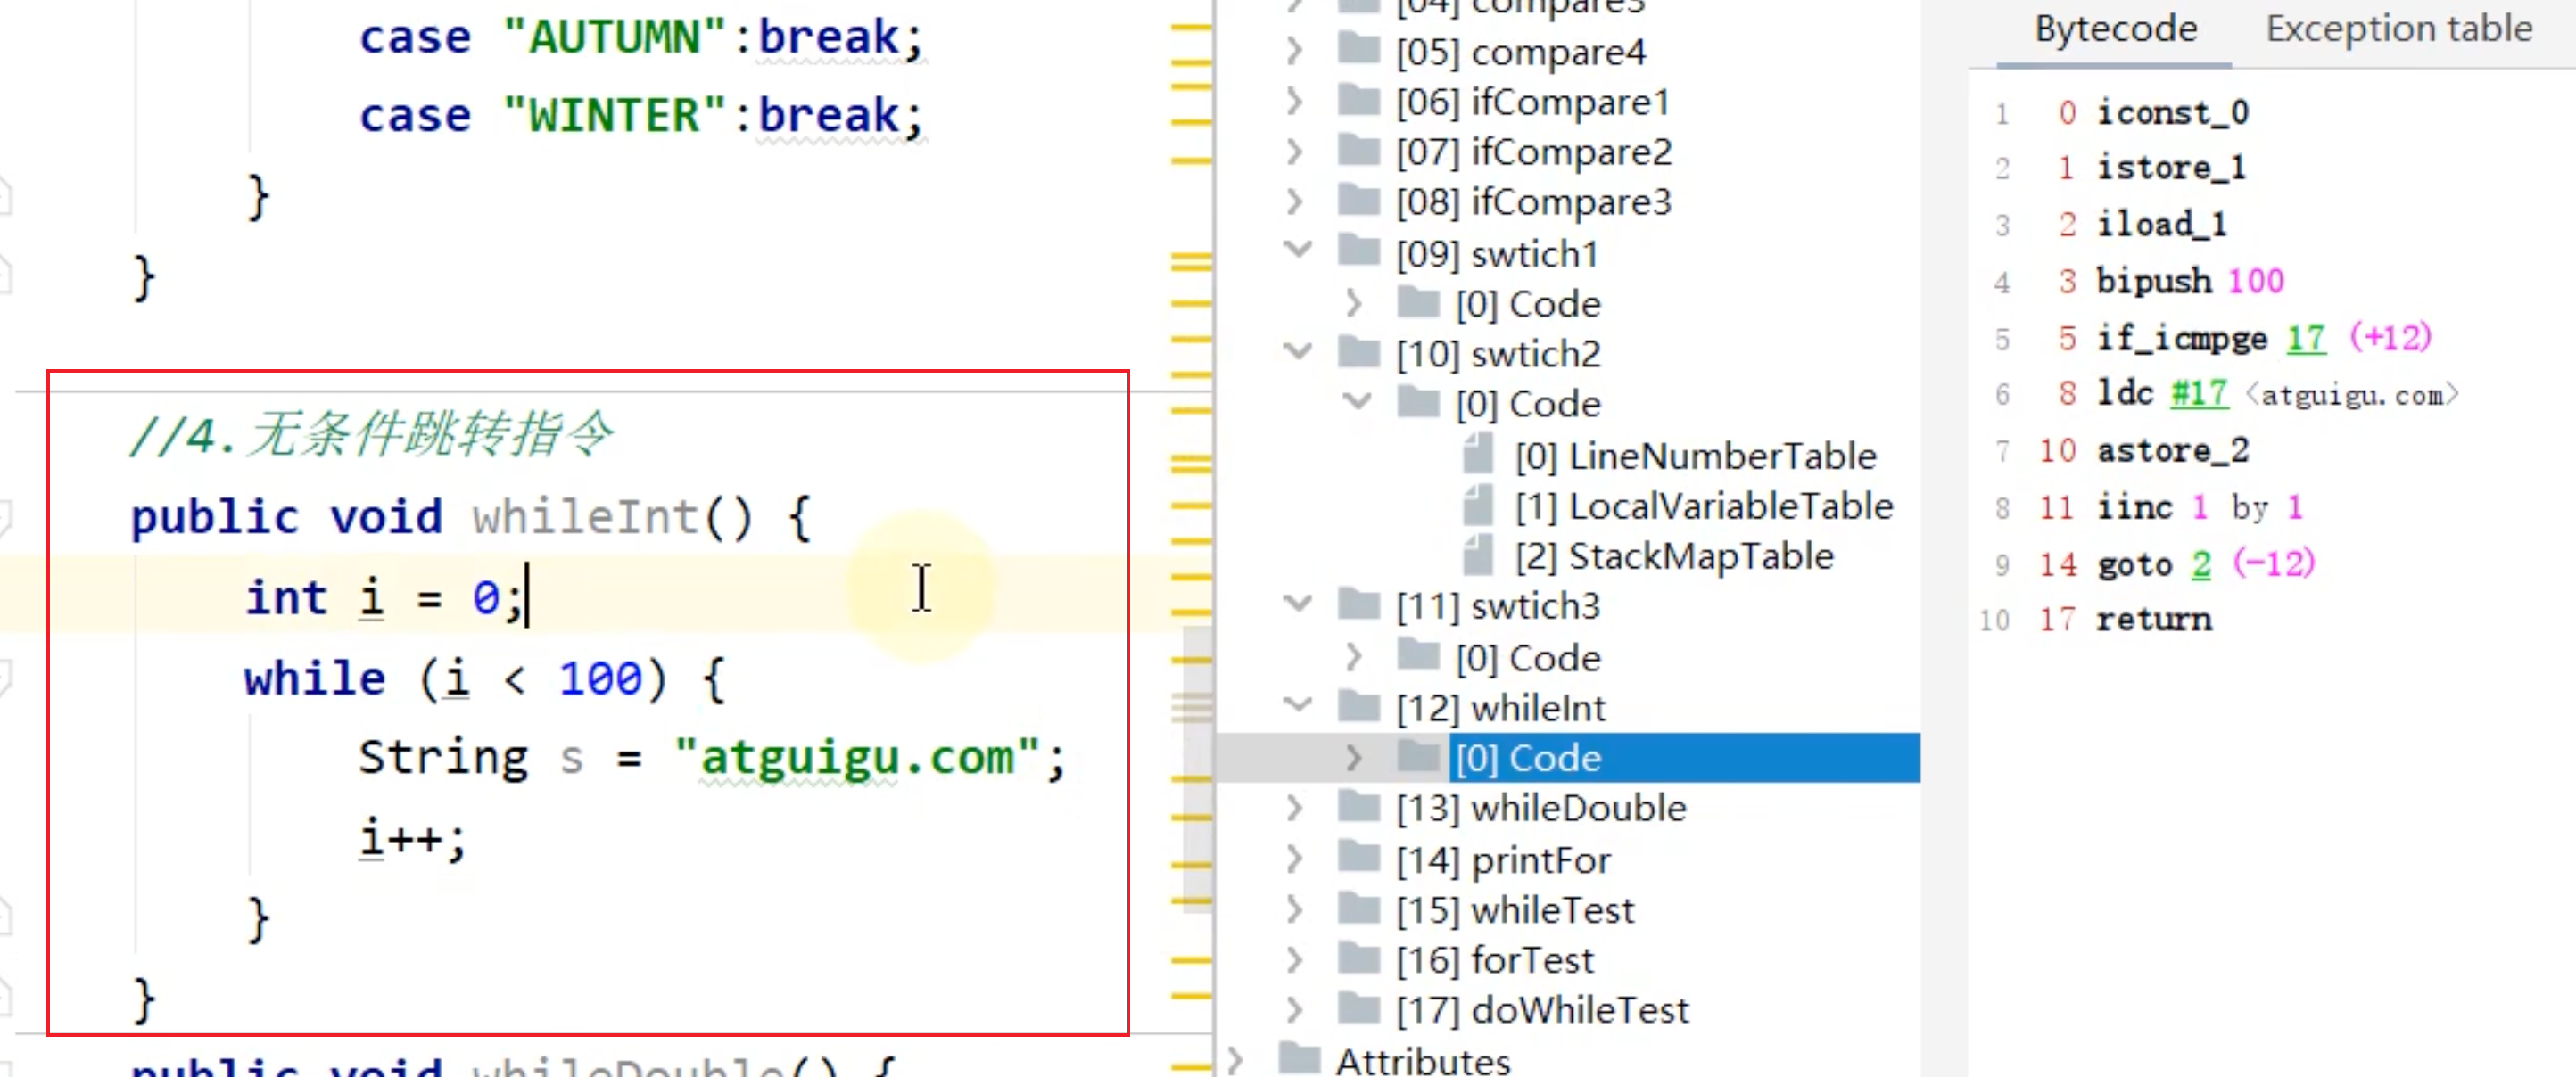 case "AUTUMN":break;
case "WINTER":break;
}
}
//4.无条件跳转指令
public void whileInt() {
int i = 0;
while (i < 100) {
String s = "atguigu.com";
i++;
}
}
public void whileDouble() {
[04] compare3
[05] compare4
[06] ifCompare1
[07] ifCompare2
[08] ifCompare3
[09] swtich1
[0] Code
[10] swtich2
[0] Code
[0] LineNumberTable
[1] LocalVariableTable
[2] StackMapTable
[11] swtich3
[0] Code
[12] whileInt
[0] Code
[13] whileDouble
[14] printFor
[15] whileTest
[16] forTest
[17] doWhileTest
Attributes
Bytecode Exception table
1 0 iconst_0
2 1 istore_1
3 2 iload_1
4 3 bipush 100
5 5 if_icmpge 17 (+12)
6 8 ldc #17 <atguigu.com>
7 10 astore_2
8 11 iinc 1 by 1
9 14 goto 2 (-12)
10 17 return